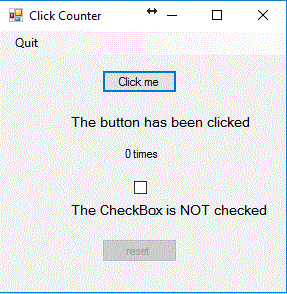 Click Counter
Quit
Click me
The button has been clicked
0 times
The CheckBox is NOT checked
reset